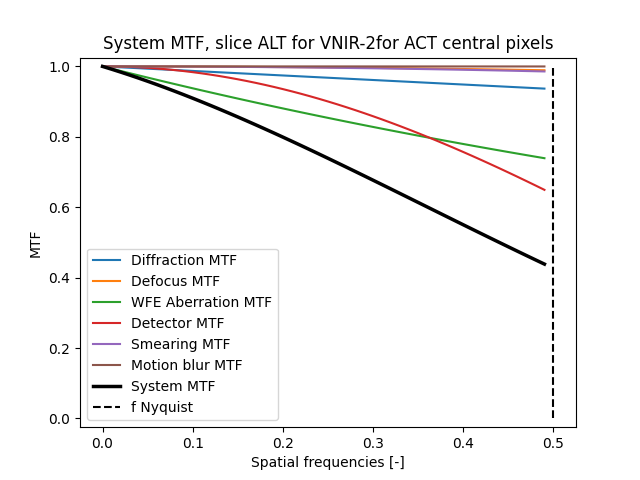 System MTF, slice ALT for VNIR-2for ACT central pixels
1.0
0.8
0.6
0.4
0.2
0.0
MTF
Diffraction MTF
Defocus MTF
WFE Aberration MTF
Detector MTF
Smearing MTF
Motion blur MTF
System MTF
f Nyquist
0.0 0.1 0.2 0.3 0.4 0.5
Spatial frequencies [-]